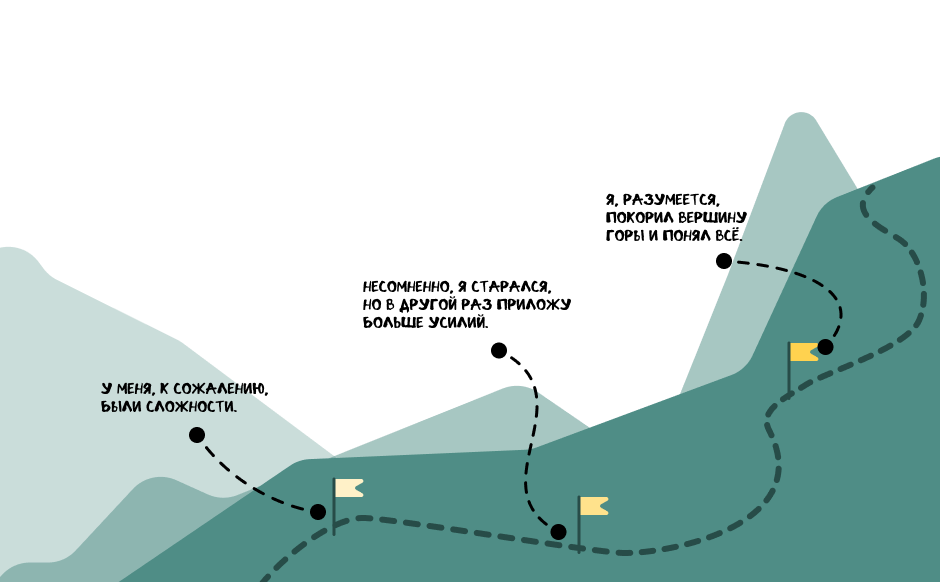 Я, РАЗУМЕЕТСЯ,
ПОКОРИЛ ВЕРШИНУ
ГОРЫ И ПОНЯЛ ВСЁ.
НЕСОМНЕННО, Я СТАРАЛСЯ,
НО В ДРУГОЙ РАЗ ПРИЛОЖУ
БОЛЬШЕ УСИЛИЙ.
У МЕНЯ, К СОЖАЛЕНИЮ,
БЫЛИ СЛОЖНОСТИ.